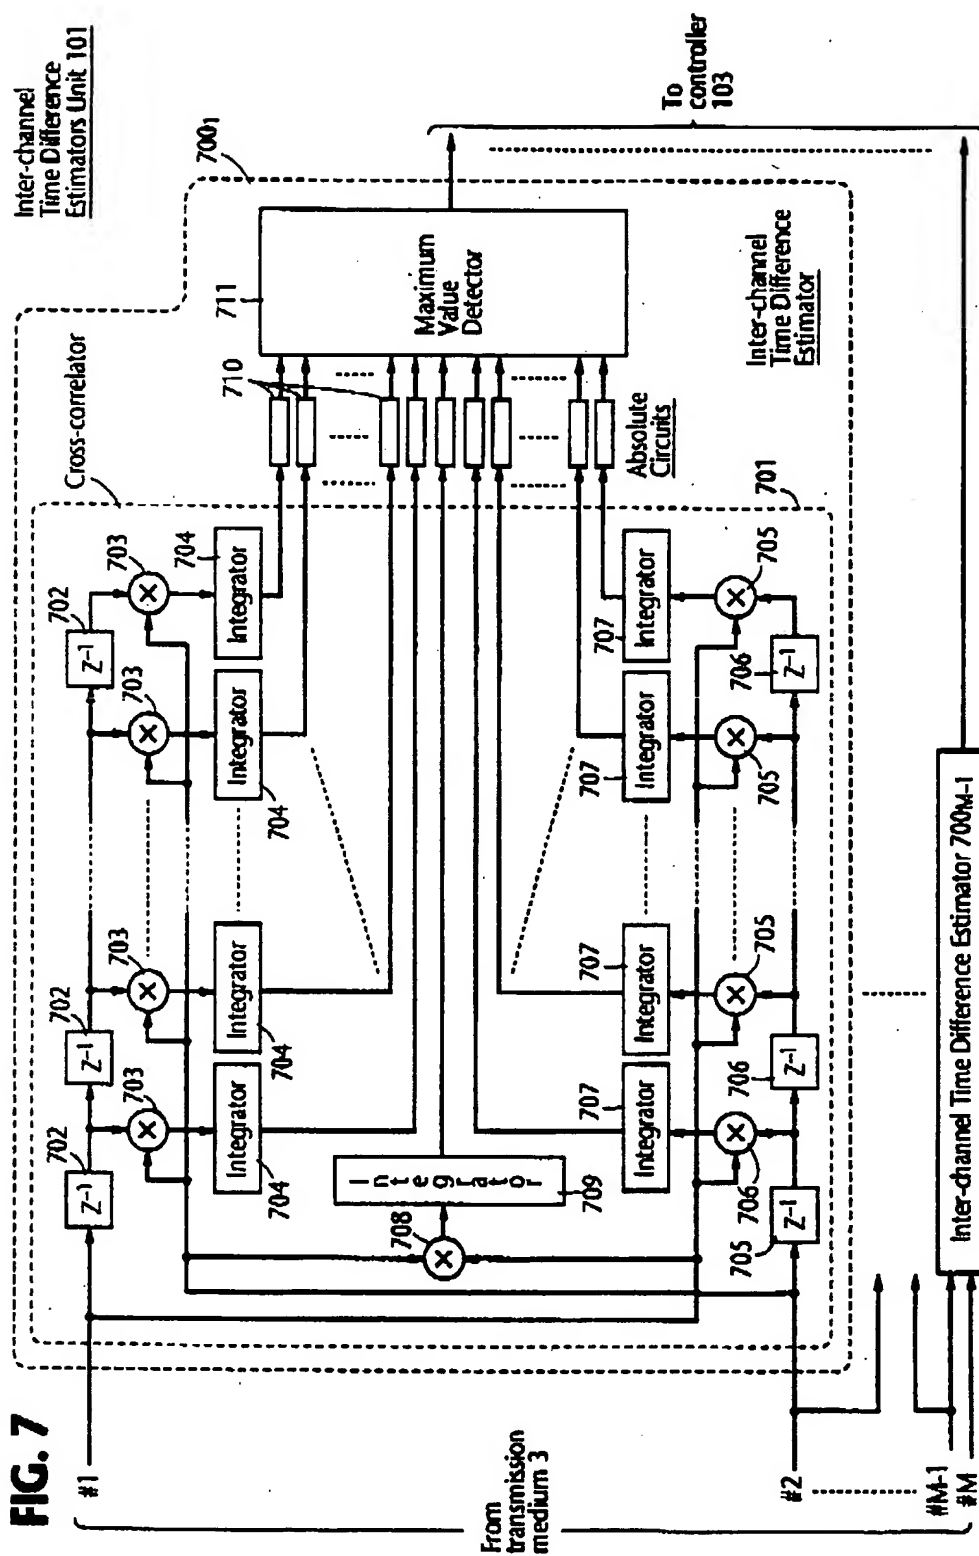 FIG. 7
Inter-channel
Time Difference
Estimators Unit 101
From
transmission
medium 3
#1
#2
#M-1
#M
Cross-correlator
700₁
702
Z⁻¹
702
Z⁻¹
702
Z⁻¹
703
703
703
703
Integrator
704
Integrator
704
Integrator
704
Integrator
704
708
Integrator
709
710
711
Maximum
Value
Detector
To
controller
103
Absolute
Circuits
Inter-channel
Time Difference
Estimator
701
707
Integrator
707
Integrator
707
Integrator
707
Integrator
706
705
705
705
705
Z⁻¹
706
Z⁻¹
706
Z⁻¹
Inter-channel Time Difference Estimator 700M-1